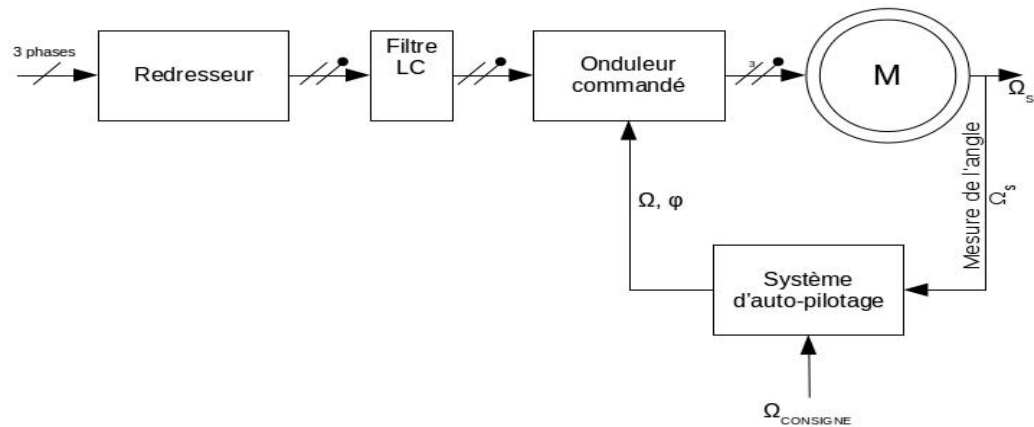 3 phases
Redresseur
Filtre
LC
Onduleur
commandé
3
M
Ωs
Mesure de l'angle
Ωs
Ω, φ
Système
d'auto-pilotage
ΩCONSIGNE